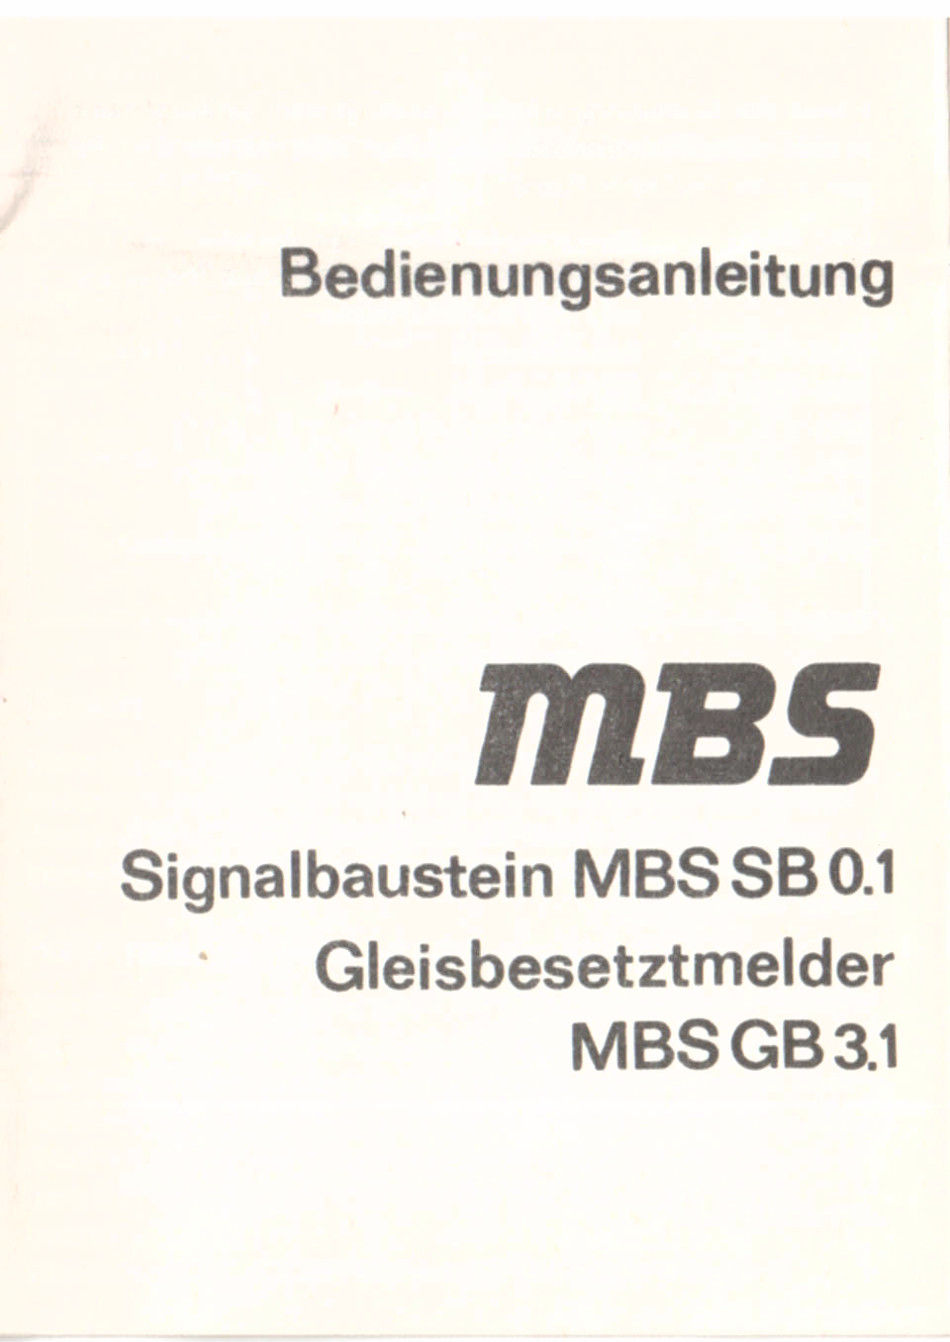 Bedienungsanleitung
MBS
Signalbaustein MBS SB 0.1
Gleisbesetztmelder
MBS GB 3.1